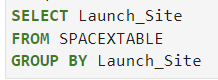 SELECT Launch_Site
FROM SPACEXTABLE
GROUP BY Launch_Site